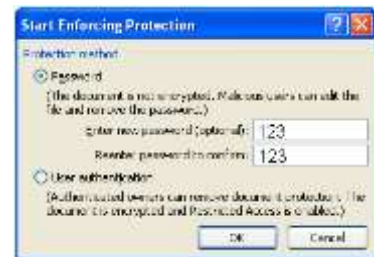 Start Enforcing Protection
Protection method
Password
(The document is not encrypted. Malicious users can edit the
file and remove the password.)
Enter new password (optional): 123
Reenter password to confirm: 123
User authentication
(Authenticated owners can remove document protection. The
document is encrypted and Restricted Access is enabled.)
OK Cancel